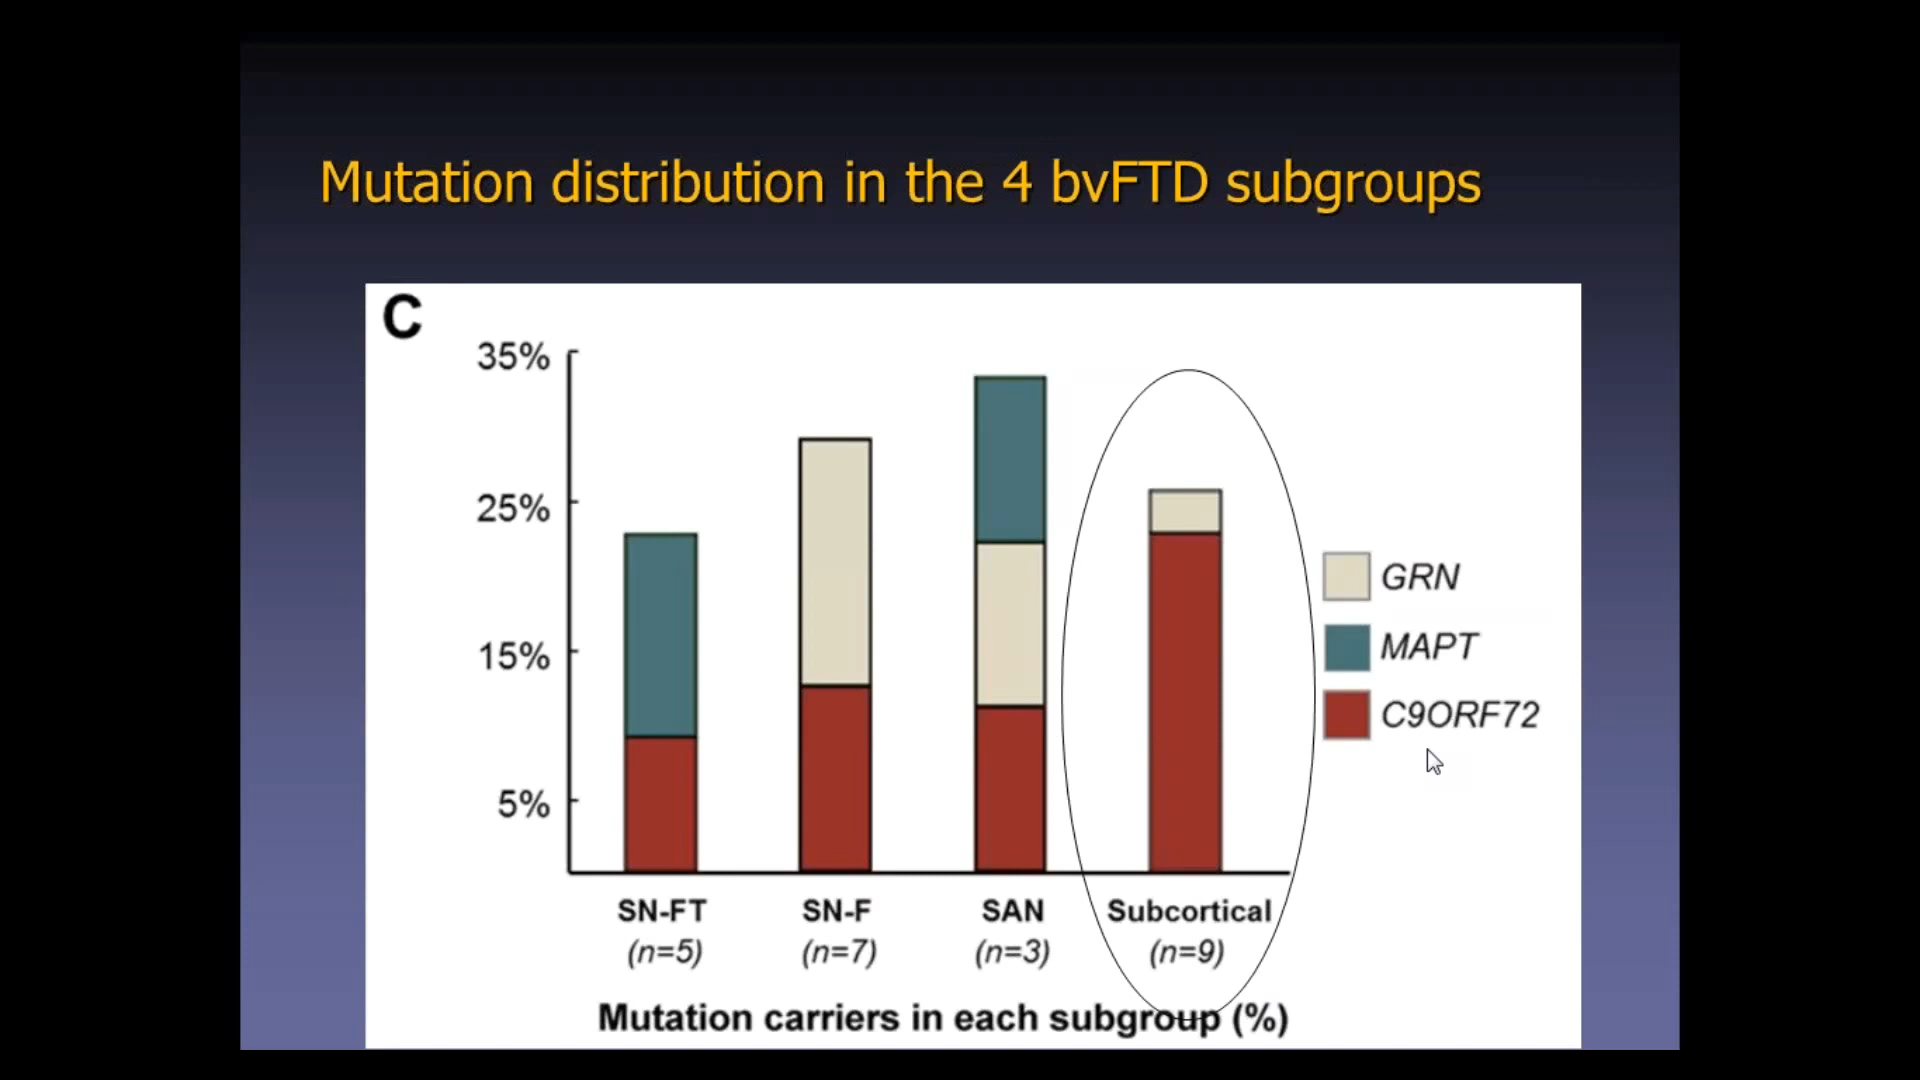 Mutation distribution in the 4 bvFTD subgroups
C
35%
25%
15%
5%
GRN
MAPT
C9ORF72
SN-FT SN-F SAN Subcortical
(n=5) (n=7) (n=3) (n=9)
Mutation carriers in each subgroup (%)